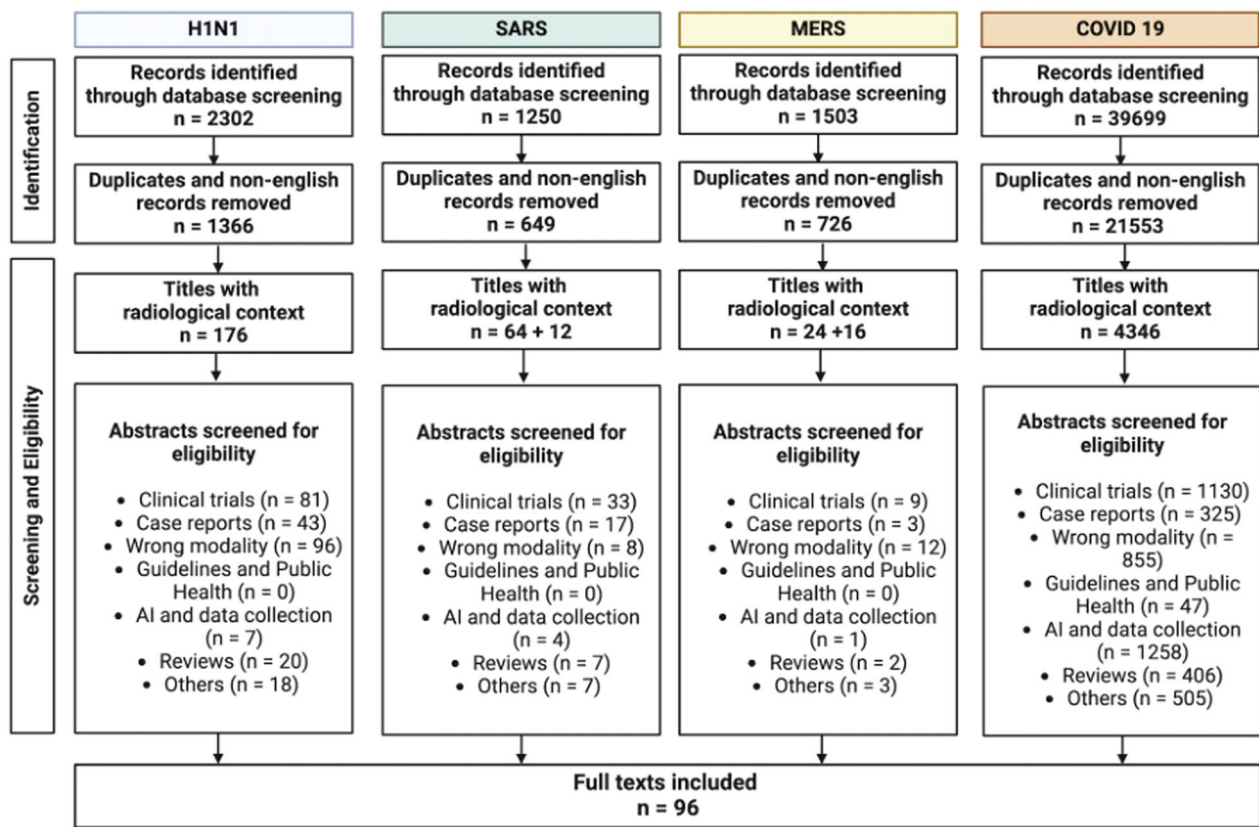 H1N1
SARS
MERS
COVID 19
Identification
Records identified
through database screening
n = 2302
Records identified
through database screening
n = 1250
Records identified
through database screening
n = 1503
Records identified
through database screening
n = 39699
Duplicates and non-english
records removed
n = 1366
Duplicates and non-english
records removed
n = 649
Duplicates and non-english
records removed
n = 726
Duplicates and non-english
records removed
n = 21553
Screening and Eligibility
Titles with
radiological context
n = 176
Titles with
radiological context
n = 64 + 12
Titles with
radiological context
n = 24 +16
Titles with
radiological context
n = 4346
Abstracts screened for
eligibility
• Clinical trials (n = 81)
• Case reports (n = 43)
• Wrong modality (n = 96)
• Guidelines and Public
Health (n = 0)
• AI and data collection
(n = 7)
• Reviews (n = 20)
• Others (n = 18)
Abstracts screened for
eligibility
• Clinical trials (n = 33)
• Case reports (n = 17)
• Wrong modality (n = 8)
• Guidelines and Public
Health (n = 0)
• AI and data collection
(n = 4)
• Reviews (n = 7)
• Others (n = 7)
Abstracts screened for
eligibility
• Clinical trials (n = 9)
• Case reports (n = 3)
• Wrong modality (n = 12)
• Guidelines and Public
Health (n = 0)
• AI and data collection
(n = 1)
• Reviews (n = 2)
• Others (n = 3)
Abstracts screened for
eligibility
• Clinical trials (n = 1130)
• Case reports (n = 325)
• Wrong modality (n =
855)
• Guidelines and Public
Health (n = 47)
• AI and data collection
(n = 1258)
• Reviews (n = 406)
• Others (n = 505)
Full texts included
n = 96